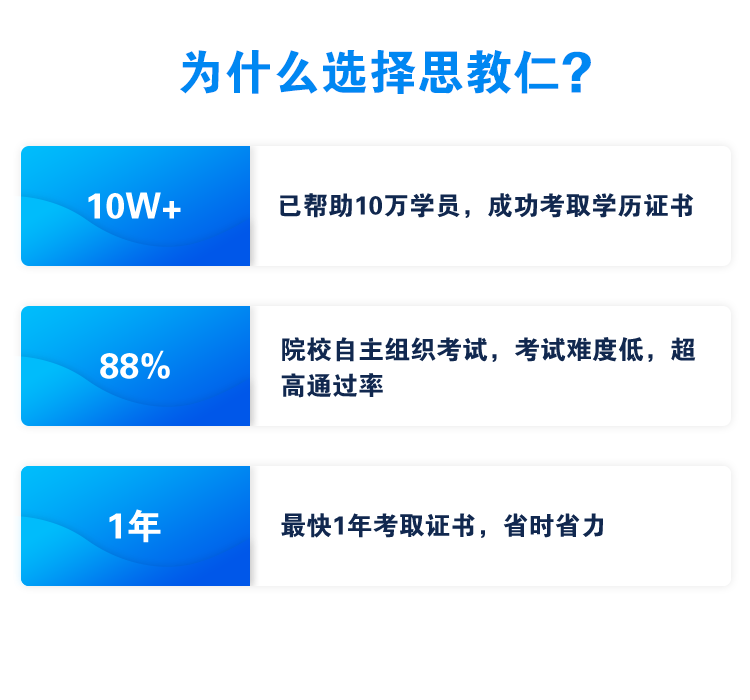 为什么选择思教仁?
10W+
已帮助10万学员，成功考取学历证书
88%
院校自主组织考试，考试难度低，超
高通过率
1年
最快1年考取证书，省时省力